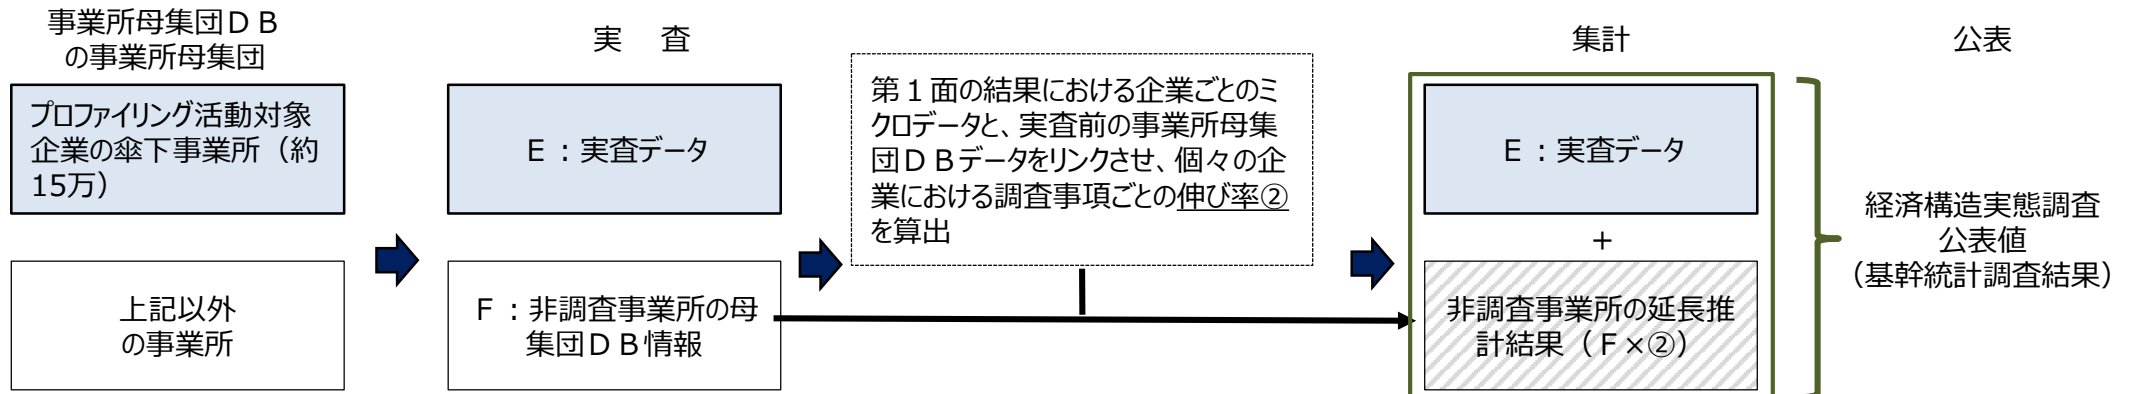 事業所母集団ＤＢ
の事業所母集団
実　査
集計
公表
プロファイリング活動対象
企業の傘下事業所（約
15万）
Ｅ：実査データ
第１面の結果における企業ごとのミ
クロデータと、実査前の事業所母集
団ＤＢデータをリンクさせ、個々の企
業における調査事項ごとの伸び率②
を算出
Ｅ：実査データ
＋
経済構造実態調査
公表値
（基幹統計調査結果）
上記以外
の事業所
Ｆ：非調査事業所の母
集団ＤＢ情報
非調査事業所の延長推
計結果（Ｆ×②）